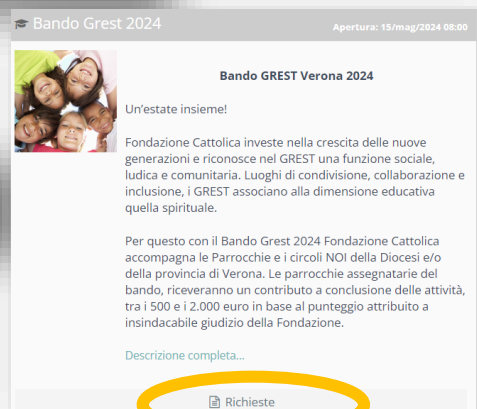 Bando Grest 2024
Apertura: 15/mag/2024 08:00
Bando GREST Verona 2024
Un'estate insieme!
Fondazione Cattolica investe nella crescita delle nuove
generazioni e riconosce nel GREST una funzione sociale,
ludica e comunitaria. Luoghi di condivisione, collaborazione e
inclusione, i GREST associano alla dimensione educativa
quella spirituale.
Per questo con il Bando Grest 2024 Fondazione Cattolica
accompagna le Parrocchie e i circoli NOI della Diocesi e/o
della provincia di Verona. Le parrocchie assegnatarie del
bando, riceveranno un contributo a conclusione delle attività,
tra i 500 e i 2.000 euro in base al punteggio attribuito a
insindacabile giudizio della Fondazione.
Descrizione completa...
Richieste